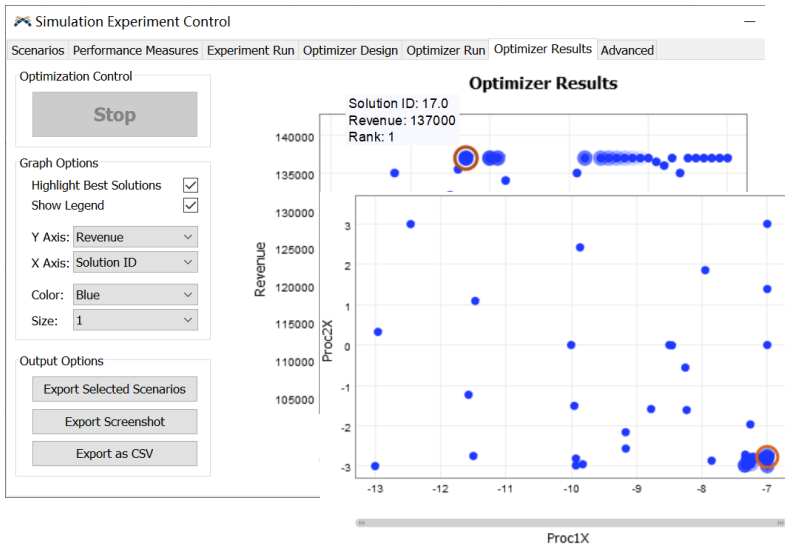 Simulation Experiment Control
Scenarios Performance Measures Experiment Run Optimizer Design Optimizer Run Optimizer Results Advanced
Optimization Control
Stop
Graph Options
Highlight Best Solutions
Show Legend
Y Axis: Revenue
X Axis: Solution ID
Color: Blue
Size: 1
Output Options
Export Selected Scenarios
Export Screenshot
Export as CSV
Optimizer Results
Solution ID: 17.0
Revenue: 137000
Rank: 1
Revenue
140000
135000
130000
125000
120000
115000
110000
105000
Proc2X
3
2
1
0
-1
-2
-3
-13 -12 -11 -10 -9 -8 -7
Proc1X